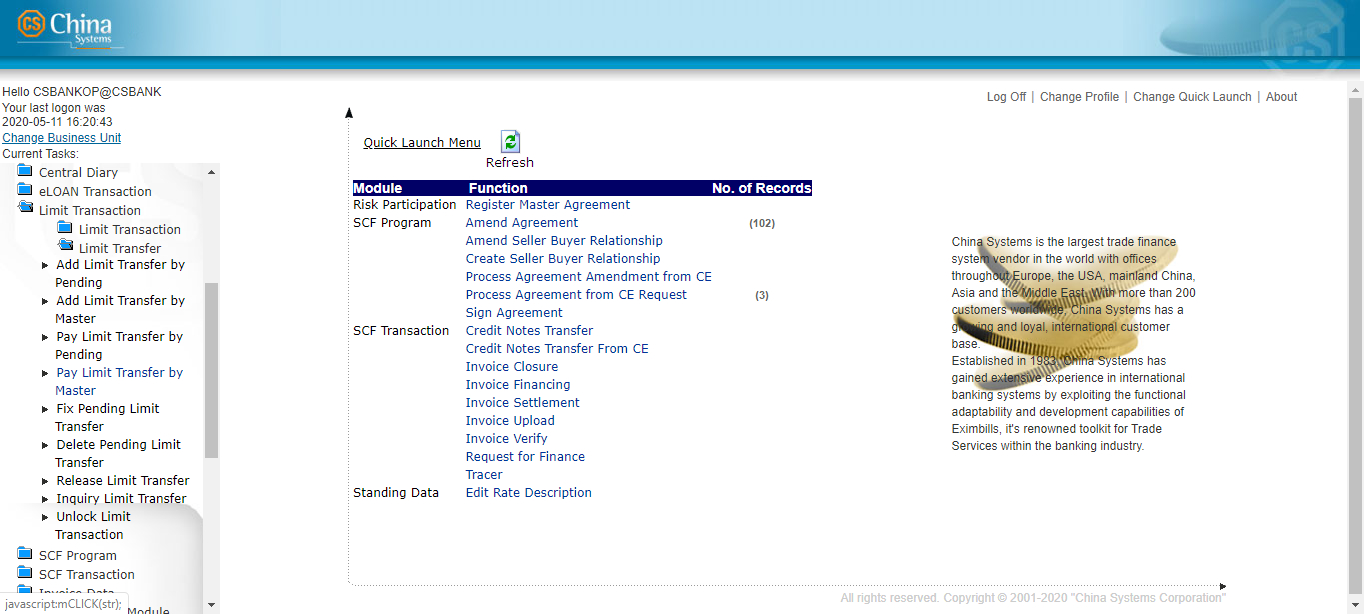 CS China
Systems
CS
Hello CSBANKOP@CSBANK
Your last logon was
2020-05-11 16:20:43
Change Business Unit
Current Tasks:
Central Diary
eLOAN Transaction
Limit Transaction
Limit Transaction
Limit Transfer
Add Limit Transfer by
Pending
Add Limit Transfer by
Master
Pay Limit Transfer by
Pending
Pay Limit Transfer by
Master
Fix Pending Limit
Transfer
Delete Pending Limit
Transfer
Release Limit Transfer
Inquiry Limit Transfer
Unlock Limit
Transaction
SCF Program
SCF Transaction
Invoice Data
javascript:mCLICK(str);
Module
Log Off | Change Profile | Change Quick Launch | About
Quick Launch Menu
Refresh
Module Function No. of Records
Risk Participation Register Master Agreement
SCF Program Amend Agreement (102)
Amend Seller Buyer Relationship
Create Seller Buyer Relationship
Process Agreement Amendment from CE
Process Agreement from CE Request (3)
Sign Agreement
SCF Transaction Credit Notes Transfer
Credit Notes Transfer From CE
Invoice Closure
Invoice Financing
Invoice Settlement
Invoice Upload
Invoice Verify
Request for Finance
Tracer
Standing Data Edit Rate Description
China Systems is the largest trade finance
system vendor in the world with offices
throughout Europe, the USA, mainland China,
Asia and the Middle East. With more than 200
customers worldwide, China Systems has a
growing and loyal, international customer
base.
Established in 1983, China Systems has
gained extensive experience in international
banking systems by exploiting the functional
adaptability and development capabilities of
Eximbills, it's renowned toolkit for Trade
Services within the banking industry.
All rights reserved. Copyright © 2001-2020 "China Systems Corporation"